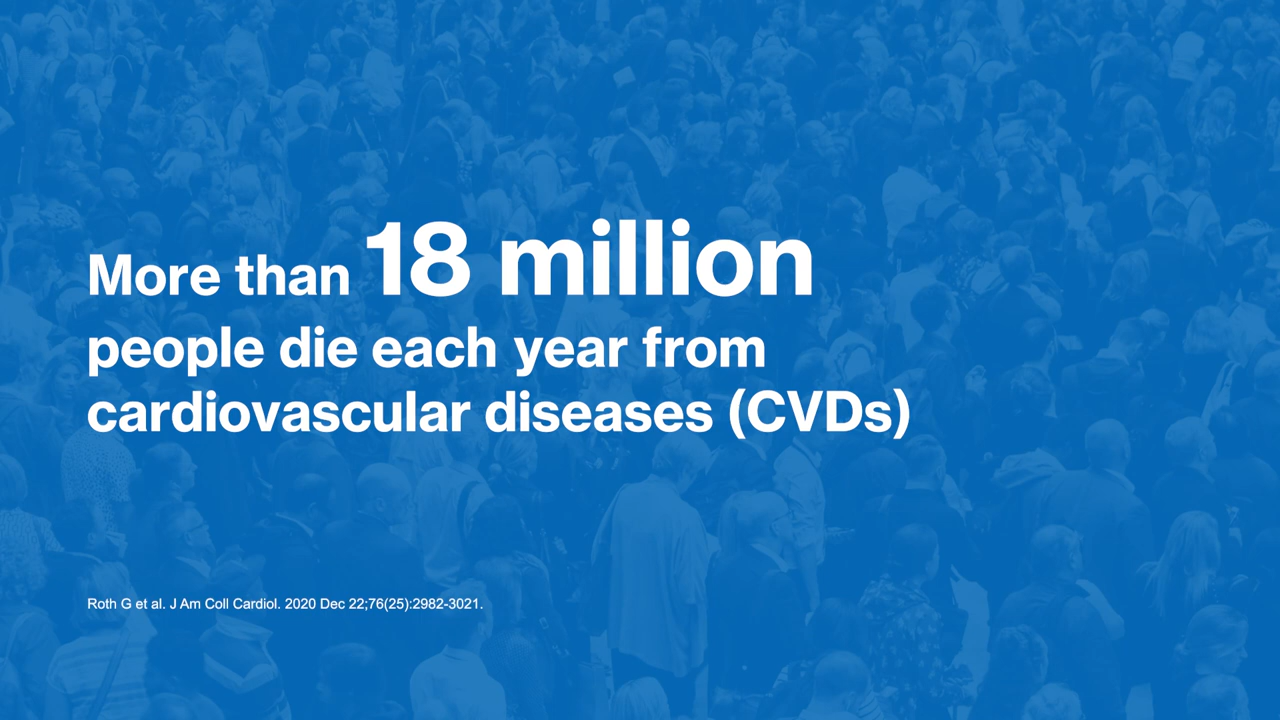 More than 18 million
people die each year from
cardiovascular diseases (CVDs)
Roth G et al. J Am Coll Cardiol. 2020 Dec 22;76(25):2982-3021.